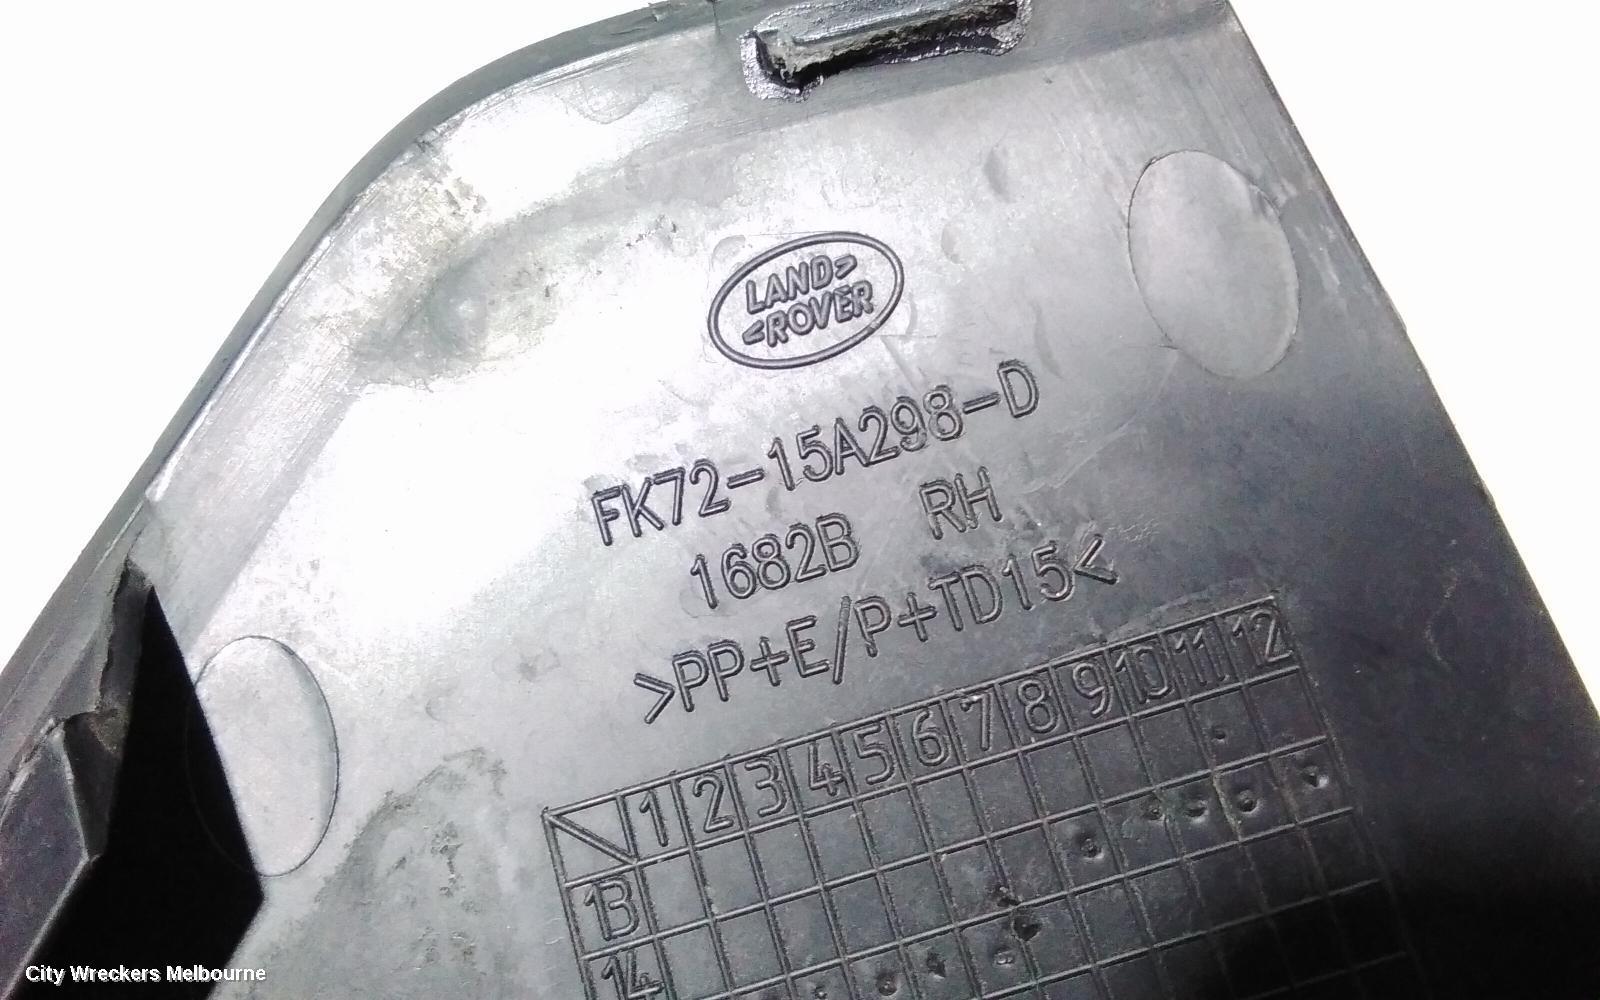 LAND>
<ROVER
FK72-15A298-D
1682B RH
>PP+E/P+TD15<
1 2 3 4 5 6 7 8 9 10 11 12
13
14
City Wreckers Melbourne